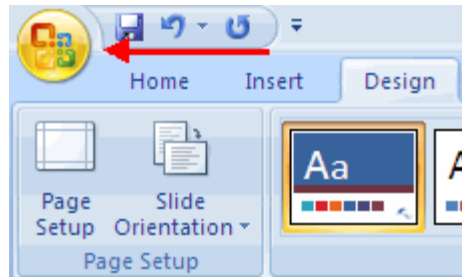 Home Insert Design
Aa
A
Page Setup
Slide Orientation
Page Setup